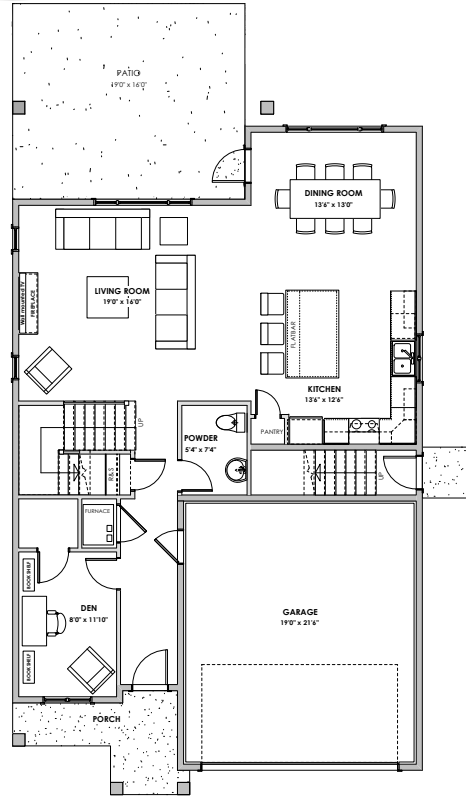 PATIO
19'0" x 16'0"
DINING ROOM
13'6" x 13'0"
LIVING ROOM
19'0" x 16'0"
Wall mounted TV
FIREPLACE
FLATBAR
KITCHEN
13'6" x 12'6"
UP
POWDER
5'4" x 7'4"
PANTRY
R&S
UP
FURNACE
BOOK SHELF
DEN
8'0" x 11'10"
GARAGE
19'0" x 21'6"
BOOK SHELF
PORCH